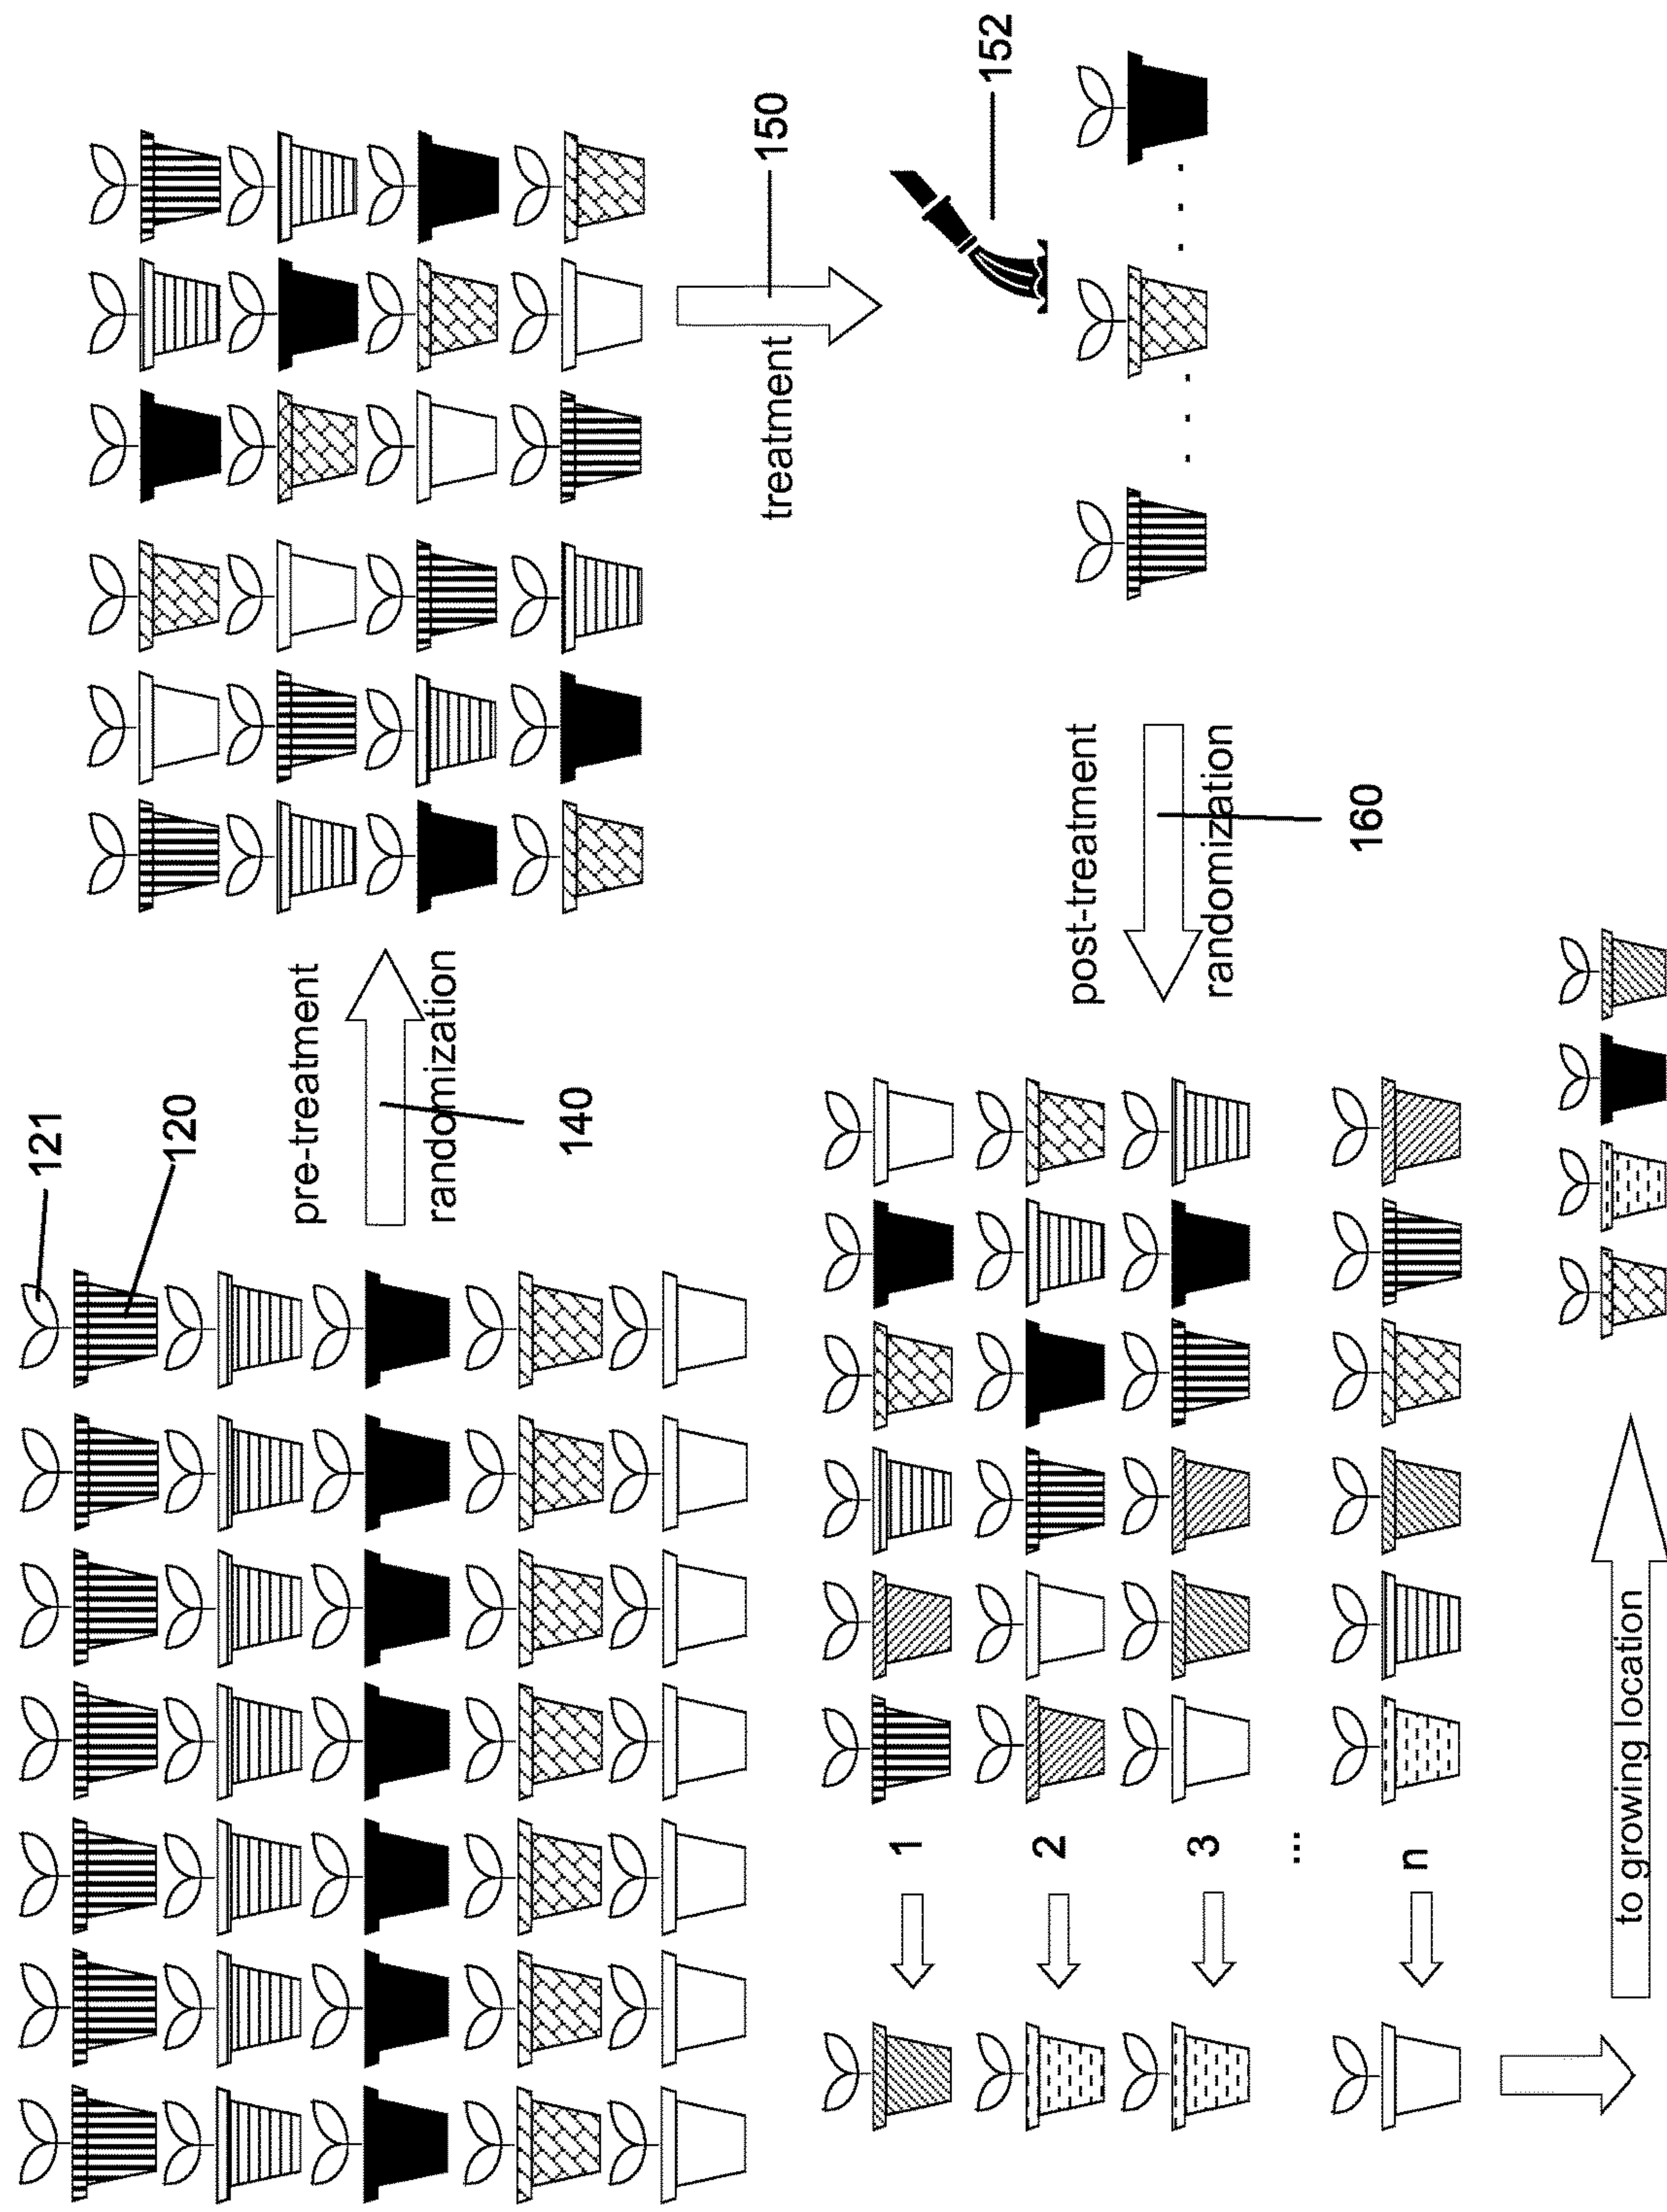 121
120
pre-treatment
randomization
140
150
treatment
152
post-treatment
randomization
160
1
2
3
...
n
to growing location